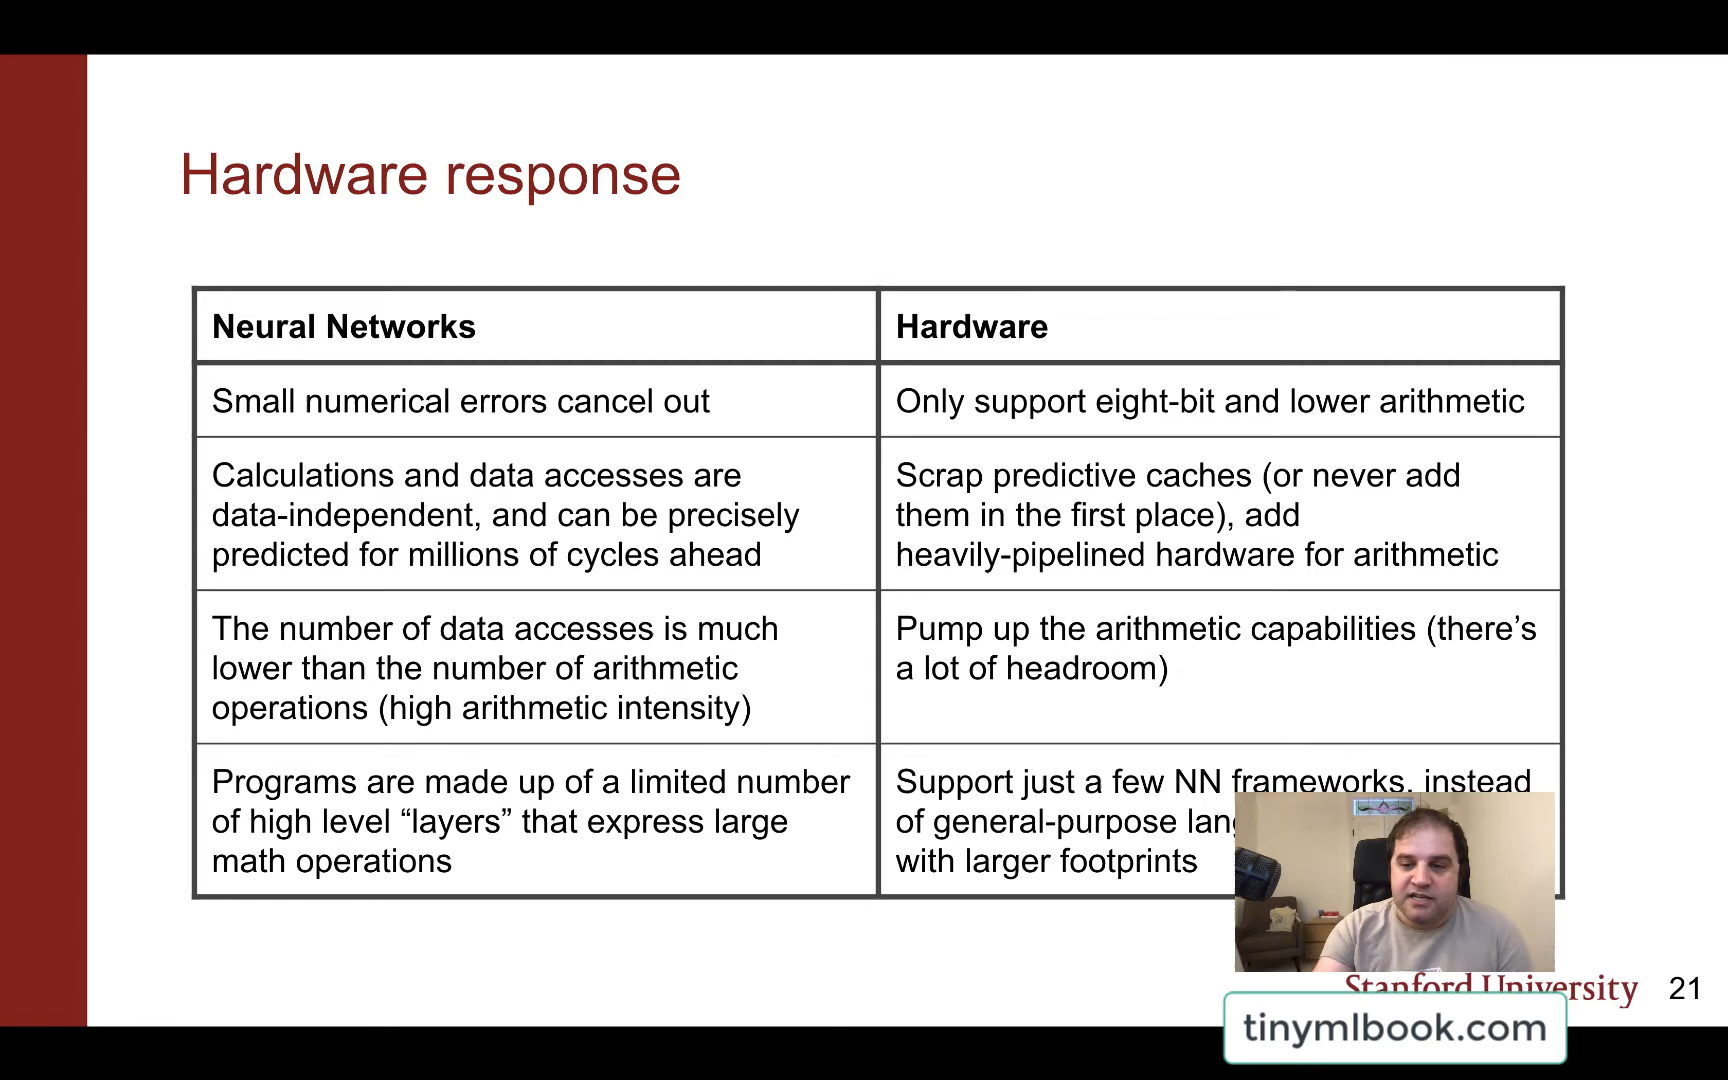 Hardware response
Neural Networks
Hardware
Small numerical errors cancel out
Only support eight-bit and lower arithmetic
Calculations and data accesses are
data-independent, and can be precisely
predicted for millions of cycles ahead
Scrap predictive caches (or never add
them in the first place), add
heavily-pipelined hardware for arithmetic
The number of data accesses is much
lower than the number of arithmetic
operations (high arithmetic intensity)
Pump up the arithmetic capabilities (there’s
a lot of headroom)
Programs are made up of a limited number
of high level “layers” that express large
math operations
Support just a few NN frameworks, instead
of general-purpose
with larger footprints
Stanford University
21
tinymlbook.com